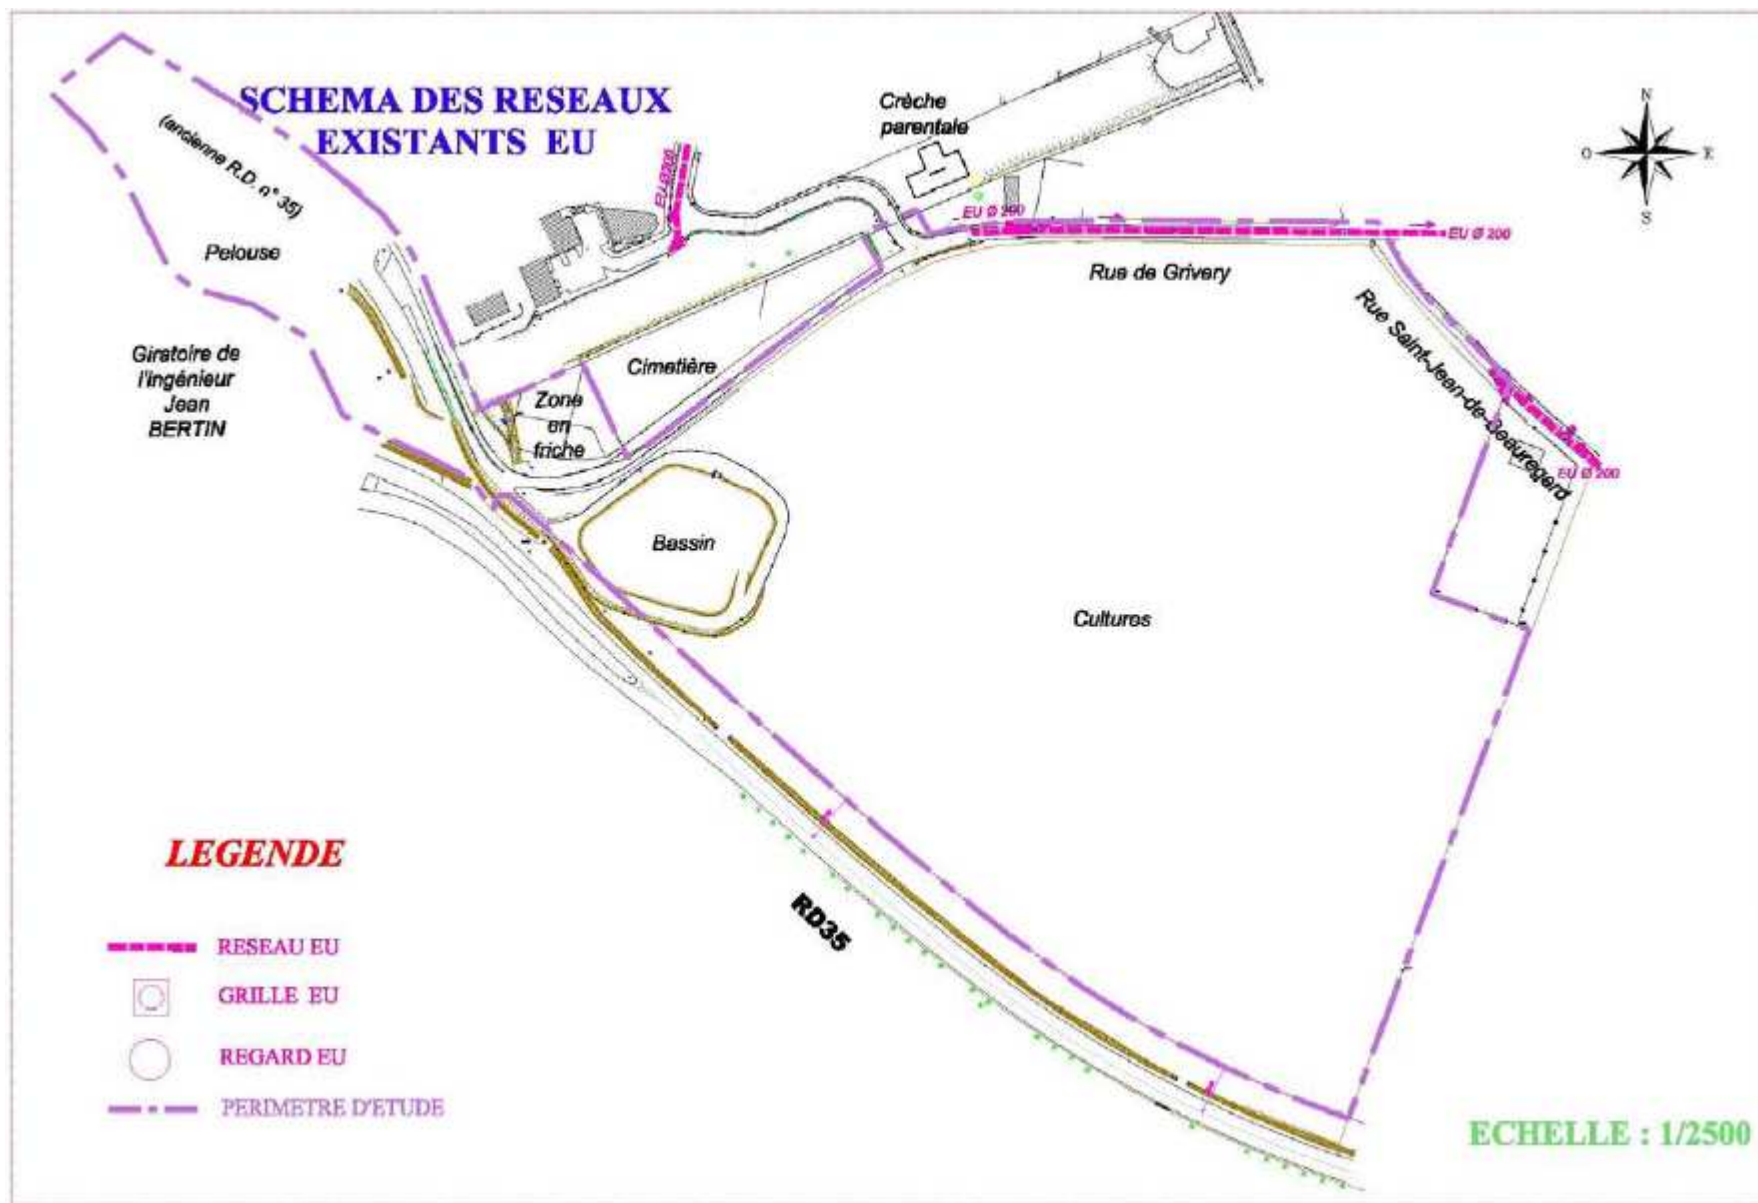 SCHEMA DES RESEAUX
EXISTANTS EU
(ancienne R.D. n° 35)
Pelouse
Giratoire de
l'ingénieur
Jean
BERTIN
EU Ø200
Crèche
parentale
N
O
E
S
EU Ø 200
EU Ø 200
Rue de Grivery
Rue Saint-Jean-de-Beauregard
EU Ø 200
Cimetière
Zone
en
friche
Bassin
Cultures
RD35
LEGENDE
RESEAU EU
GRILLE EU
REGARD EU
PERIMETRE D'ETUDE
ECHELLE : 1/2500